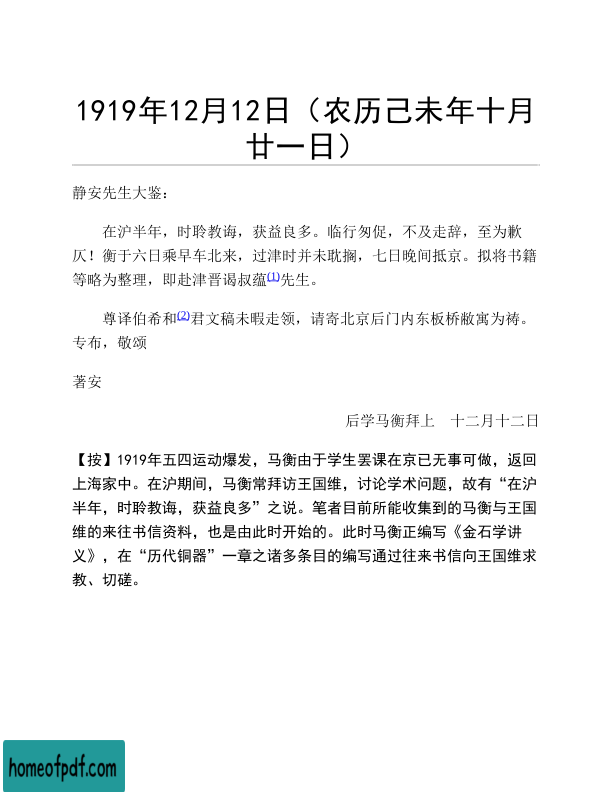 1919年12月12日（农历己未年十月
廿一日）
静安先生大鉴：
在沪半年，时聆教诲，获益良多。临行匆促，不及走辞，至为歉
仄！衡于六日乘早车北来，过津时并未耽搁，七日晚间抵京。拟将书籍
等略为整理，即赴津晋谒叔蕴(1)先生。
尊译伯希和(2)君文稿未暇走领，请寄北京后门内东板桥敝寓为祷。
专布，敬颂
著安
后学马衡拜上　十二月十二日
【按】1919年五四运动爆发，马衡由于学生罢课在京已无事可做，返回
上海家中。在沪期间，马衡常拜访王国维，讨论学术问题，故有“在沪
半年，时聆教诲，获益良多”之说。笔者目前所能收集到的马衡与王国
维的来往书信资料，也是由此时开始的。此时马衡正编写《金石学讲
义》，在“历代铜器”一章之诸多条目的编写通过往来书信向王国维求
教、切磋。
homeofpdf.com